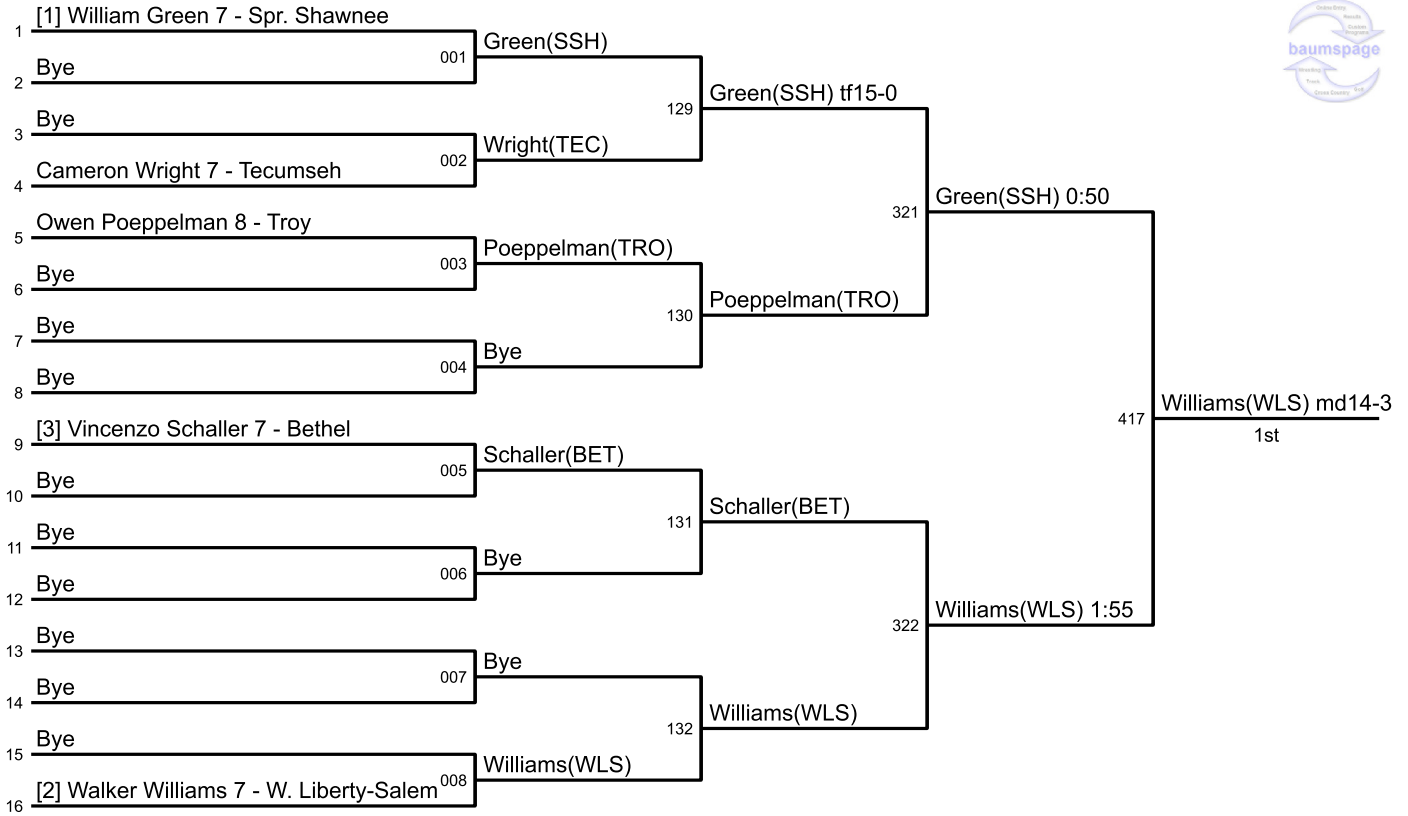 [1] William Green 7 - Spr. Shawnee
1
Bye
2
001
Green(SSH)
Bye
3
Cameron Wright 7 - Tecumseh
4
002
Wright(TEC)
129
Green(SSH) tf15-0
Owen Poeppelman 8 - Troy
5
Bye
6
003
Poeppelman(TRO)
Bye
7
Bye
8
004
Bye
130
Poeppelman(TRO)
321
Green(SSH) 0:50
[3] Vincenzo Schaller 7 - Bethel
9
Bye
10
005
Schaller(BET)
Bye
11
Bye
12
006
Bye
131
Schaller(BET)
Bye
13
Bye
14
007
Bye
Bye
15
[2] Walker Williams 7 - W. Liberty-Salem
16
008
Williams(WLS)
132
Williams(WLS)
322
Williams(WLS) 1:55
417
Williams(WLS) md14-3
1st
Online Entry
Results
baumspage
Cross Country